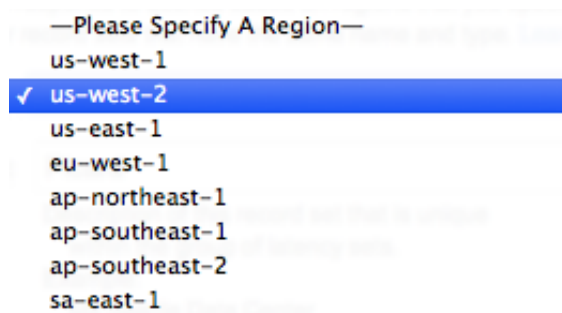 —Please Specify A Region—
us-west-1
✓ us-west-2
us-east-1
eu-west-1
ap-northeast-1
ap-southeast-1
ap-southeast-2
sa-east-1